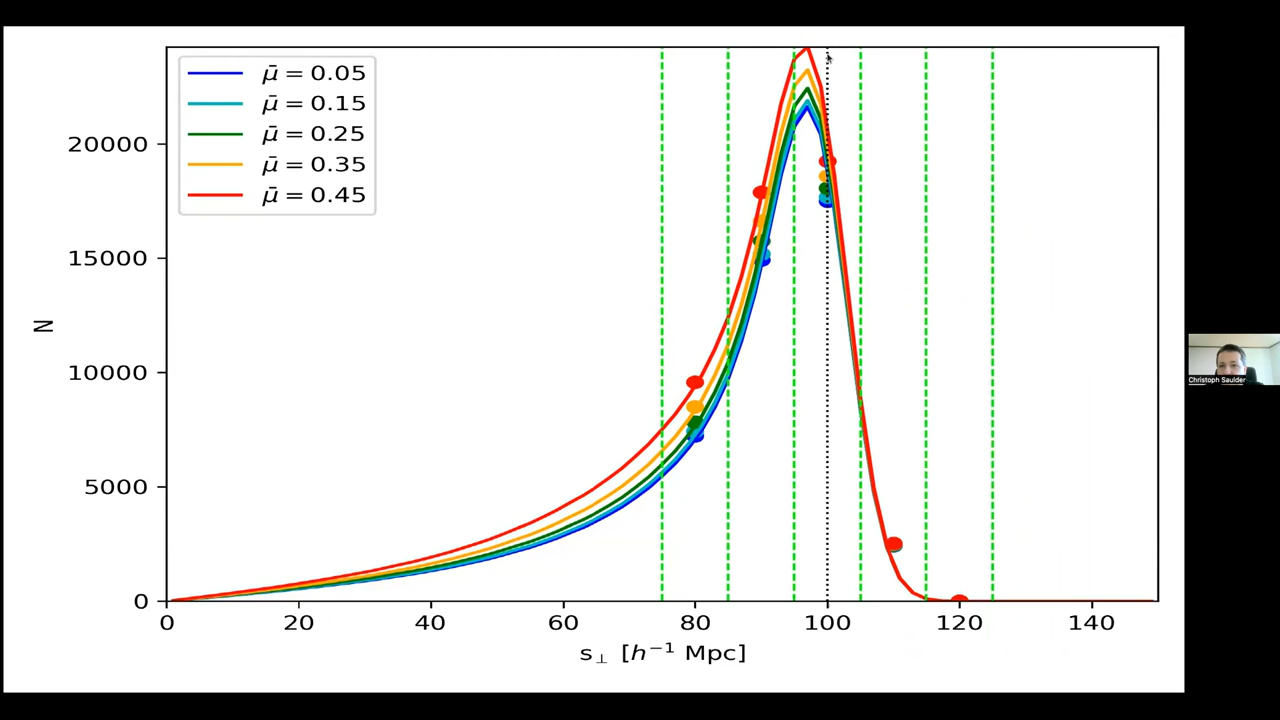 μ̄ = 0.05
μ̄ = 0.15
μ̄ = 0.25
μ̄ = 0.35
μ̄ = 0.45
20000
15000
10000
5000
0
N
0 20 40 60 80 100 120 140
s⊥ [h⁻¹ Mpc]
Christoph Saulder